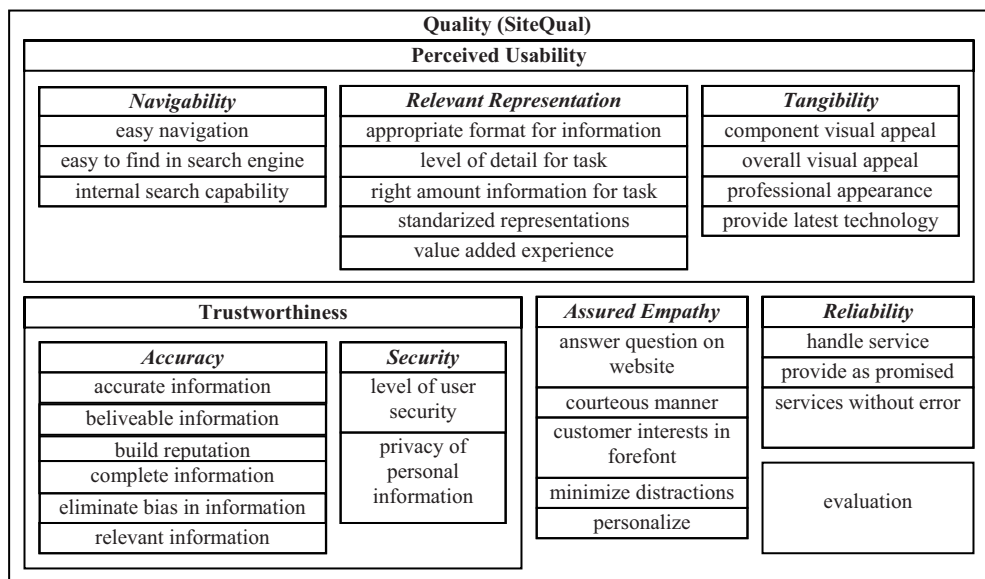 Quality (SiteQual)
Perceived Usability
Navigability
easy navigation
easy to find in search engine
internal search capability
Relevant Representation
appropriate format for information
level of detail for task
right amount information for task
standarized representations
value added experience
Tangibility
component visual appeal
overall visual appeal
professional appearance
provide latest technology
Trustworthiness
Accuracy
accurate information
beliveable information
build reputation
complete information
eliminate bias in information
relevant information
Security
level of user
security
privacy of
personal
information
Assured Empathy
answer question on
website
courteous manner
customer interests in
forefont
minimize distractions
personalize
Reliability
handle service
provide as promised
services without error
evaluation